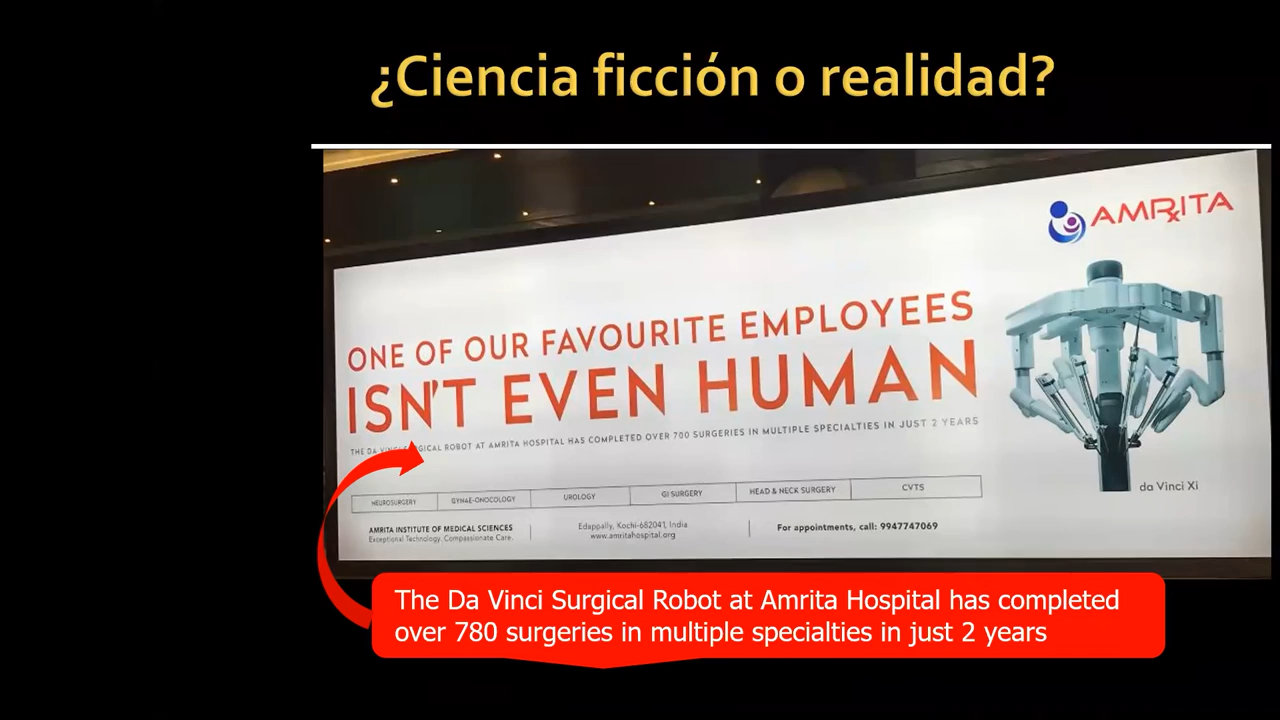 ¿Ciencia ficción o realidad?
AMRxITA
ONE OF OUR FAVOURITE EMPLOYEES
ISN'T EVEN HUMAN
THE DA VINCI SURGICAL ROBOT AT AMRITA HOSPITAL HAS COMPLETED OVER 700 SURGERIES IN MULTIPLE SPECIALTIES IN JUST 2 YEARS
da Vinci Xi
NEUROSURGERY
GYNAE-ONOCOLOGY
UROLOGY
GI SURGERY
HEAD & NECK SURGERY
CVTS
AMRITA INSTITUTE OF MEDICAL SCIENCES
Exceptional Technology. Compassionate Care.
Edappally, Kochi-682041, India
www.amritahospital.org
For appointments, call: 9947747069
The Da Vinci Surgical Robot at Amrita Hospital has completed
over 780 surgeries in multiple specialties in just 2 years